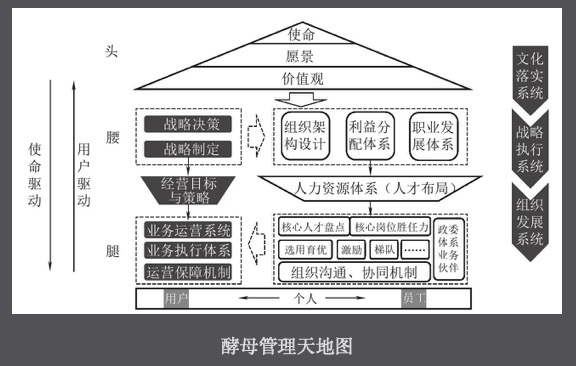 头
使命
愿景
价值观
文化
落实
系统
腰
战略决策
战略制定
组织架
构设计
利益分
配体系
职业发
展体系
战略
执行
系统
使命驱动
用户驱动
经营目标
与策略
人力资源体系（人才布局）
组织
发展
系统
腿
业务运营系统
业务执行体系
运营保障机制
核心人才盘点
核心岗位胜任力
选用育优
激励
梯队
……
组织沟通、协同机制
政委
体系
业务
伙伴
用户
个人
员工
酵母管理天地图